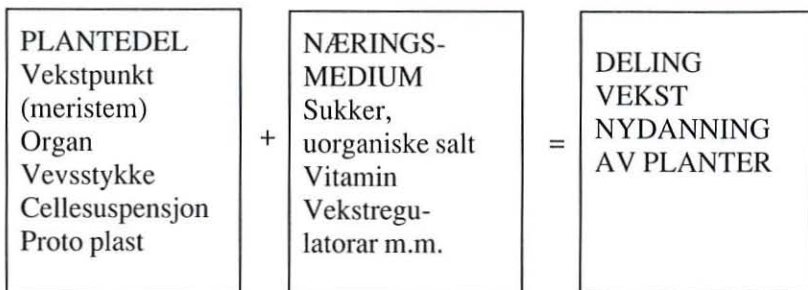 PLANTEDEL
Vekstpunkt
(meristem)
Organ
Vevsstykke
Cellesuspensjon
Proto plast
+
NÆRINGS-
MEDIUM
Sukker,
uorganiske salt
Vitamin
Vekstregu-
latorar m.m.
=
DELING
VEKST
NYDANNING
AV PLANTER